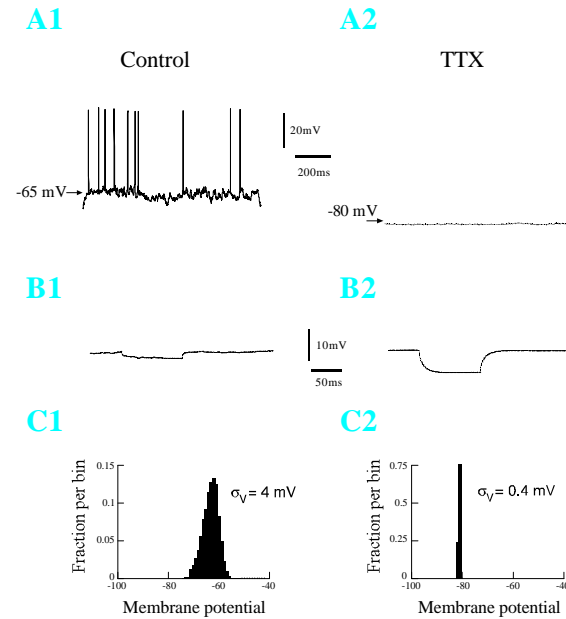 A1 A2
Control TTX
20mV
200ms
-65 mV
-80 mV
B1 B2
10mV
50ms
C1 C2
Fraction per bin
0.15
0.1
0.05
0
-100 -80 -60 -40
σV = 4 mV
Membrane potential
Fraction per bin
0.75
0.5
0.25
0
-100 -80 -60 -40
σV = 0.4 mV
Membrane potential